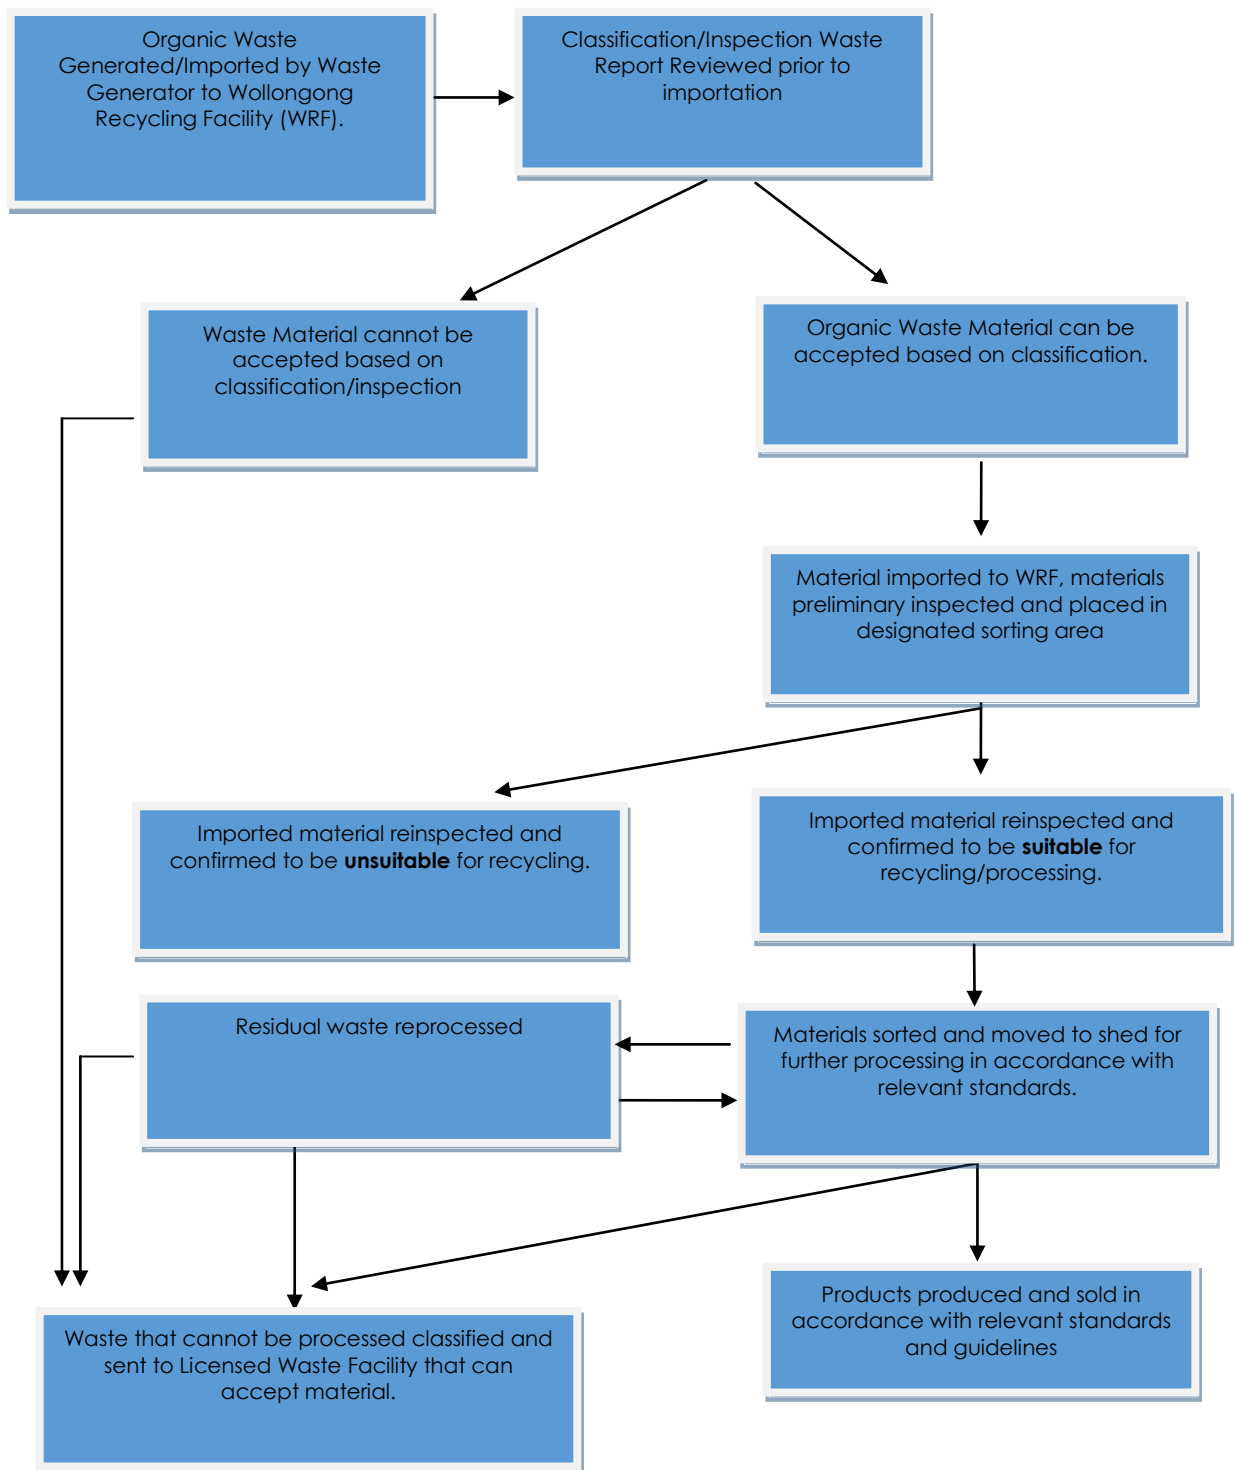 Organic Waste
Generated/Imported by Waste
Generator to Wollongong
Recycling Facility (WRF).
Classification/Inspection Waste
Report Reviewed prior to
importation
Waste Material cannot be
accepted based on
classification/inspection
Organic Waste Material can be
accepted based on classification.
Material imported to WRF, materials
preliminary inspected and placed in
designated sorting area
Imported material reinspected and
confirmed to be unsuitable for recycling.
Imported material reinspected and
confirmed to be suitable for
recycling/processing.
Residual waste reprocessed
Materials sorted and moved to shed for
further processing in accordance with
relevant standards.
Waste that cannot be processed classified and
sent to Licensed Waste Facility that can
accept material.
Products produced and sold in
accordance with relevant standards
and guidelines